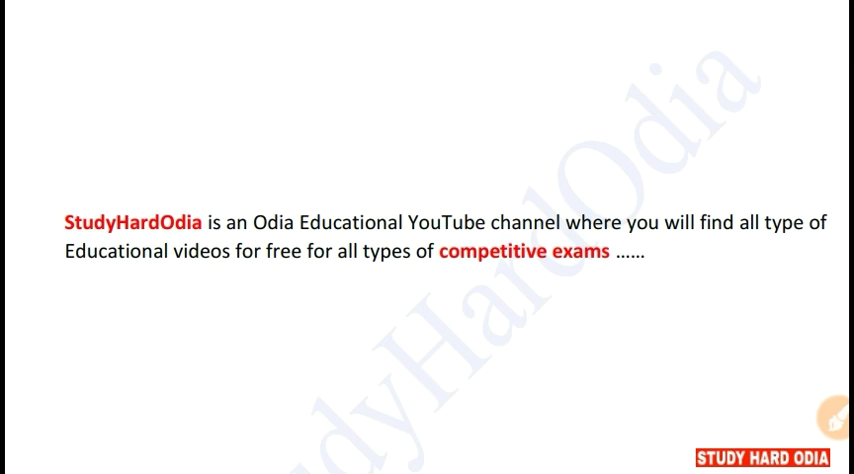 StudyHardOdia is an Odia Educational YouTube channel where you will find all type of
Educational videos for free for all types of competitive exams ......
StudyHardOdia
STUDY HARD ODIA